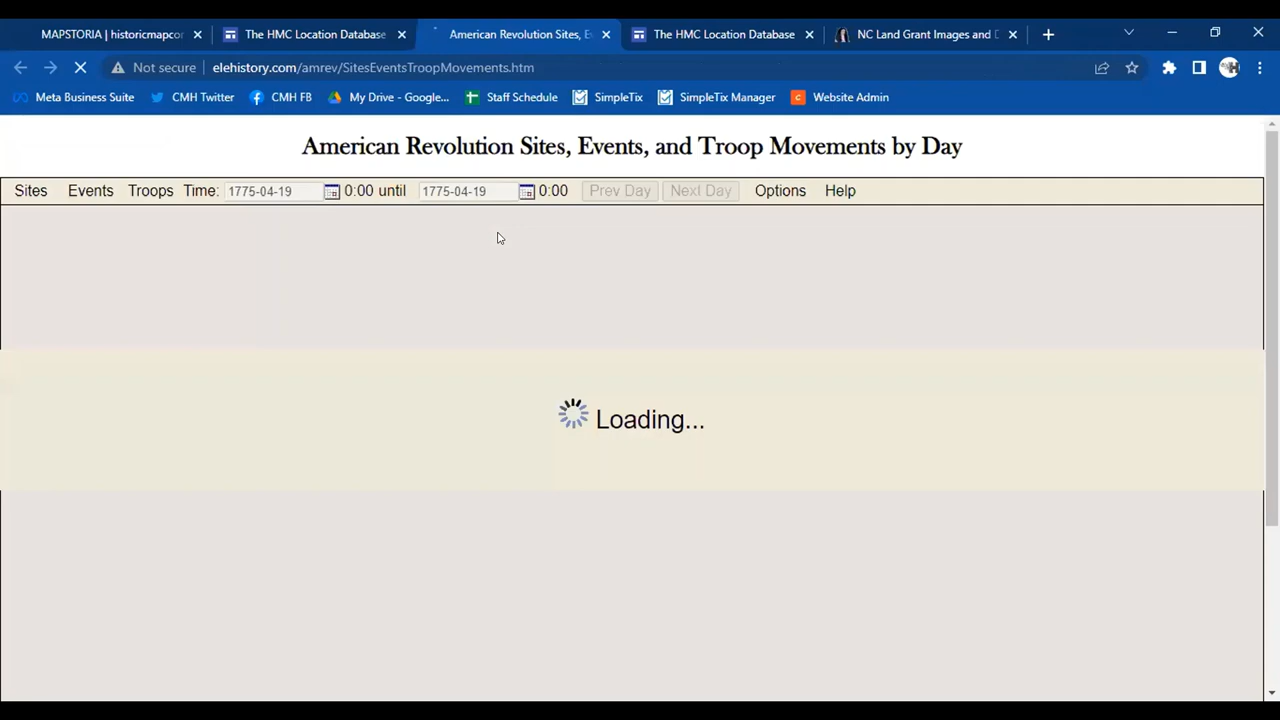 MAPSTORIA | historicmapcor
The HMC Location Database
American Revolution Sites, E
The HMC Location Database
NC Land Grant Images and D
Not secure
elehistory.com/amrev/SitesEventsTroopMovements.htm
Meta Business Suite
CMH Twitter
CMH FB
My Drive - Google...
Staff Schedule
SimpleTix
SimpleTix Manager
Website Admin
American Revolution Sites, Events, and Troop Movements by Day
Sites Events Troops Time: 1775-04-19 0:00 until 1775-04-19 0:00 Prev Day Next Day Options Help
Loading...